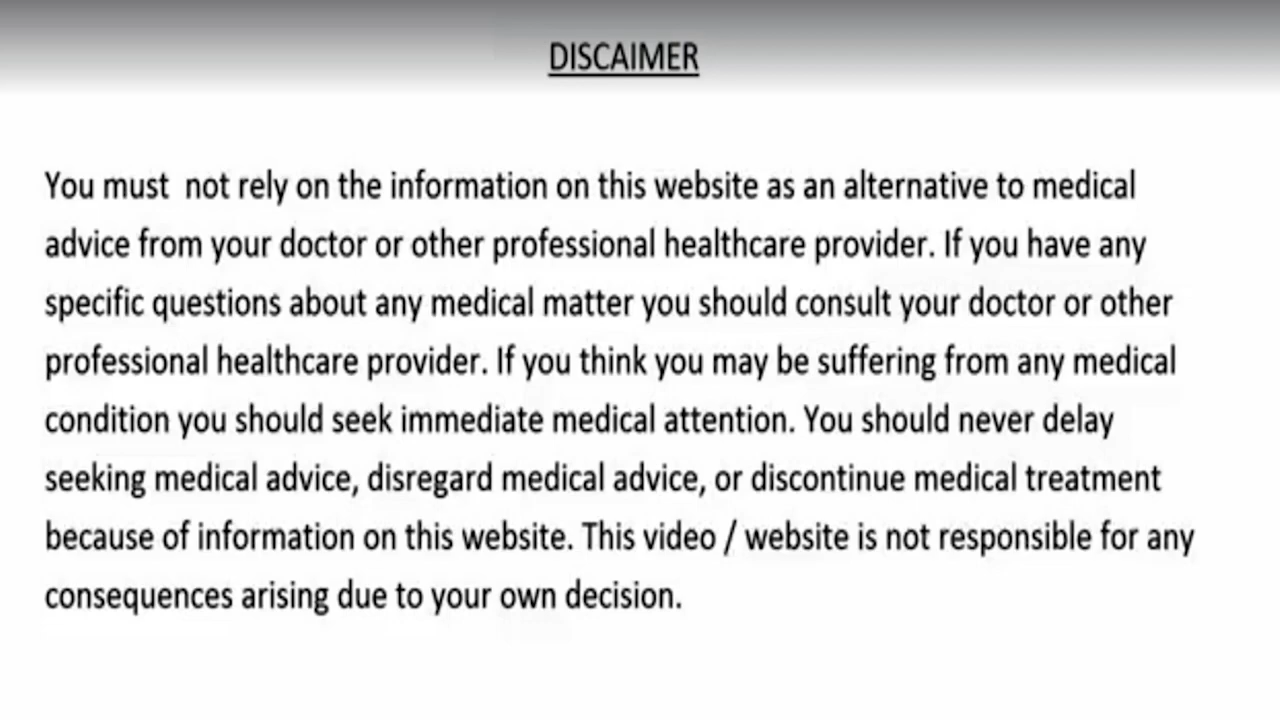 DISCAIMER
You must  not rely on the information on this website as an alternative to medical
advice from your doctor or other professional healthcare provider. If you have any
specific questions about any medical matter you should consult your doctor or other
professional healthcare provider. If you think you may be suffering from any medical
condition you should seek immediate medical attention. You should never delay
seeking medical advice, disregard medical advice, or discontinue medical treatment
because of information on this website. This video / website is not responsible for any
consequences arising due to your own decision.